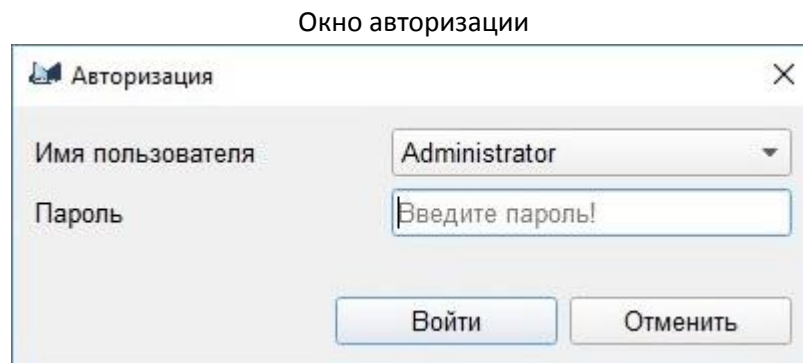 Окно авторизации
Авторизация
Имя пользователя Administrator
Пароль Введите пароль!
Войти Отменить